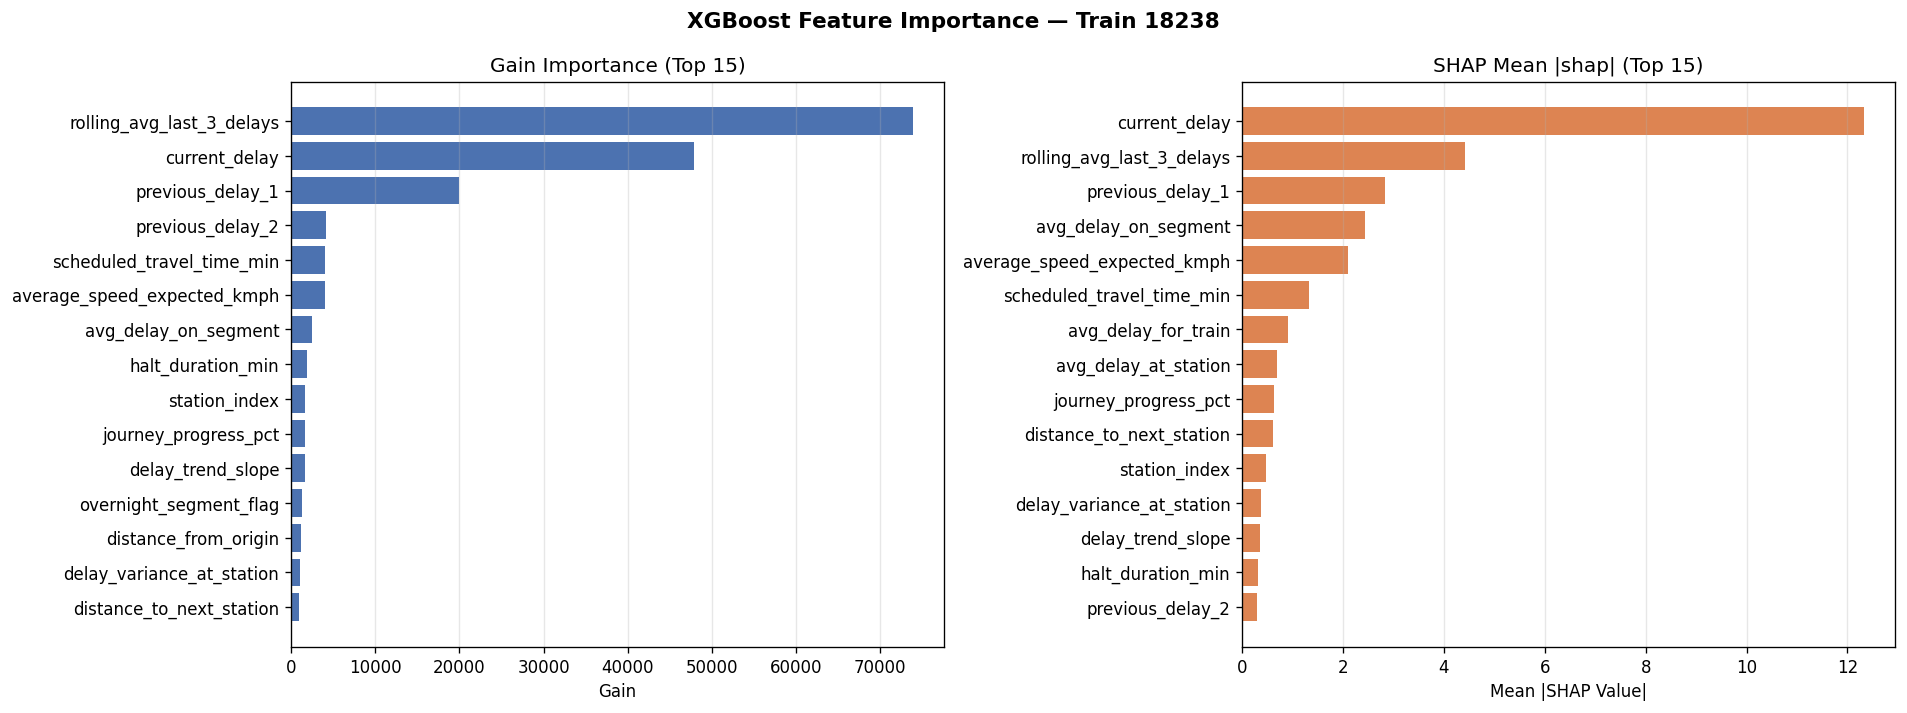 XGBoost Feature Importance — Train 18238
Gain Importance (Top 15)
rolling_avg_last_3_delays
current_delay
previous_delay_1
previous_delay_2
scheduled_travel_time_min
average_speed_expected_kmph
avg_delay_on_segment
halt_duration_min
station_index
journey_progress_pct
delay_trend_slope
overnight_segment_flag
distance_from_origin
delay_variance_at_station
distance_to_next_station
0 10000 20000 30000 40000 50000 60000 70000
Gain
SHAP Mean |shap| (Top 15)
current_delay
rolling_avg_last_3_delays
previous_delay_1
avg_delay_on_segment
average_speed_expected_kmph
scheduled_travel_time_min
avg_delay_for_train
avg_delay_at_station
journey_progress_pct
distance_to_next_station
station_index
delay_variance_at_station
delay_trend_slope
halt_duration_min
previous_delay_2
0 2 4 6 8 10 12
Mean |SHAP Value|